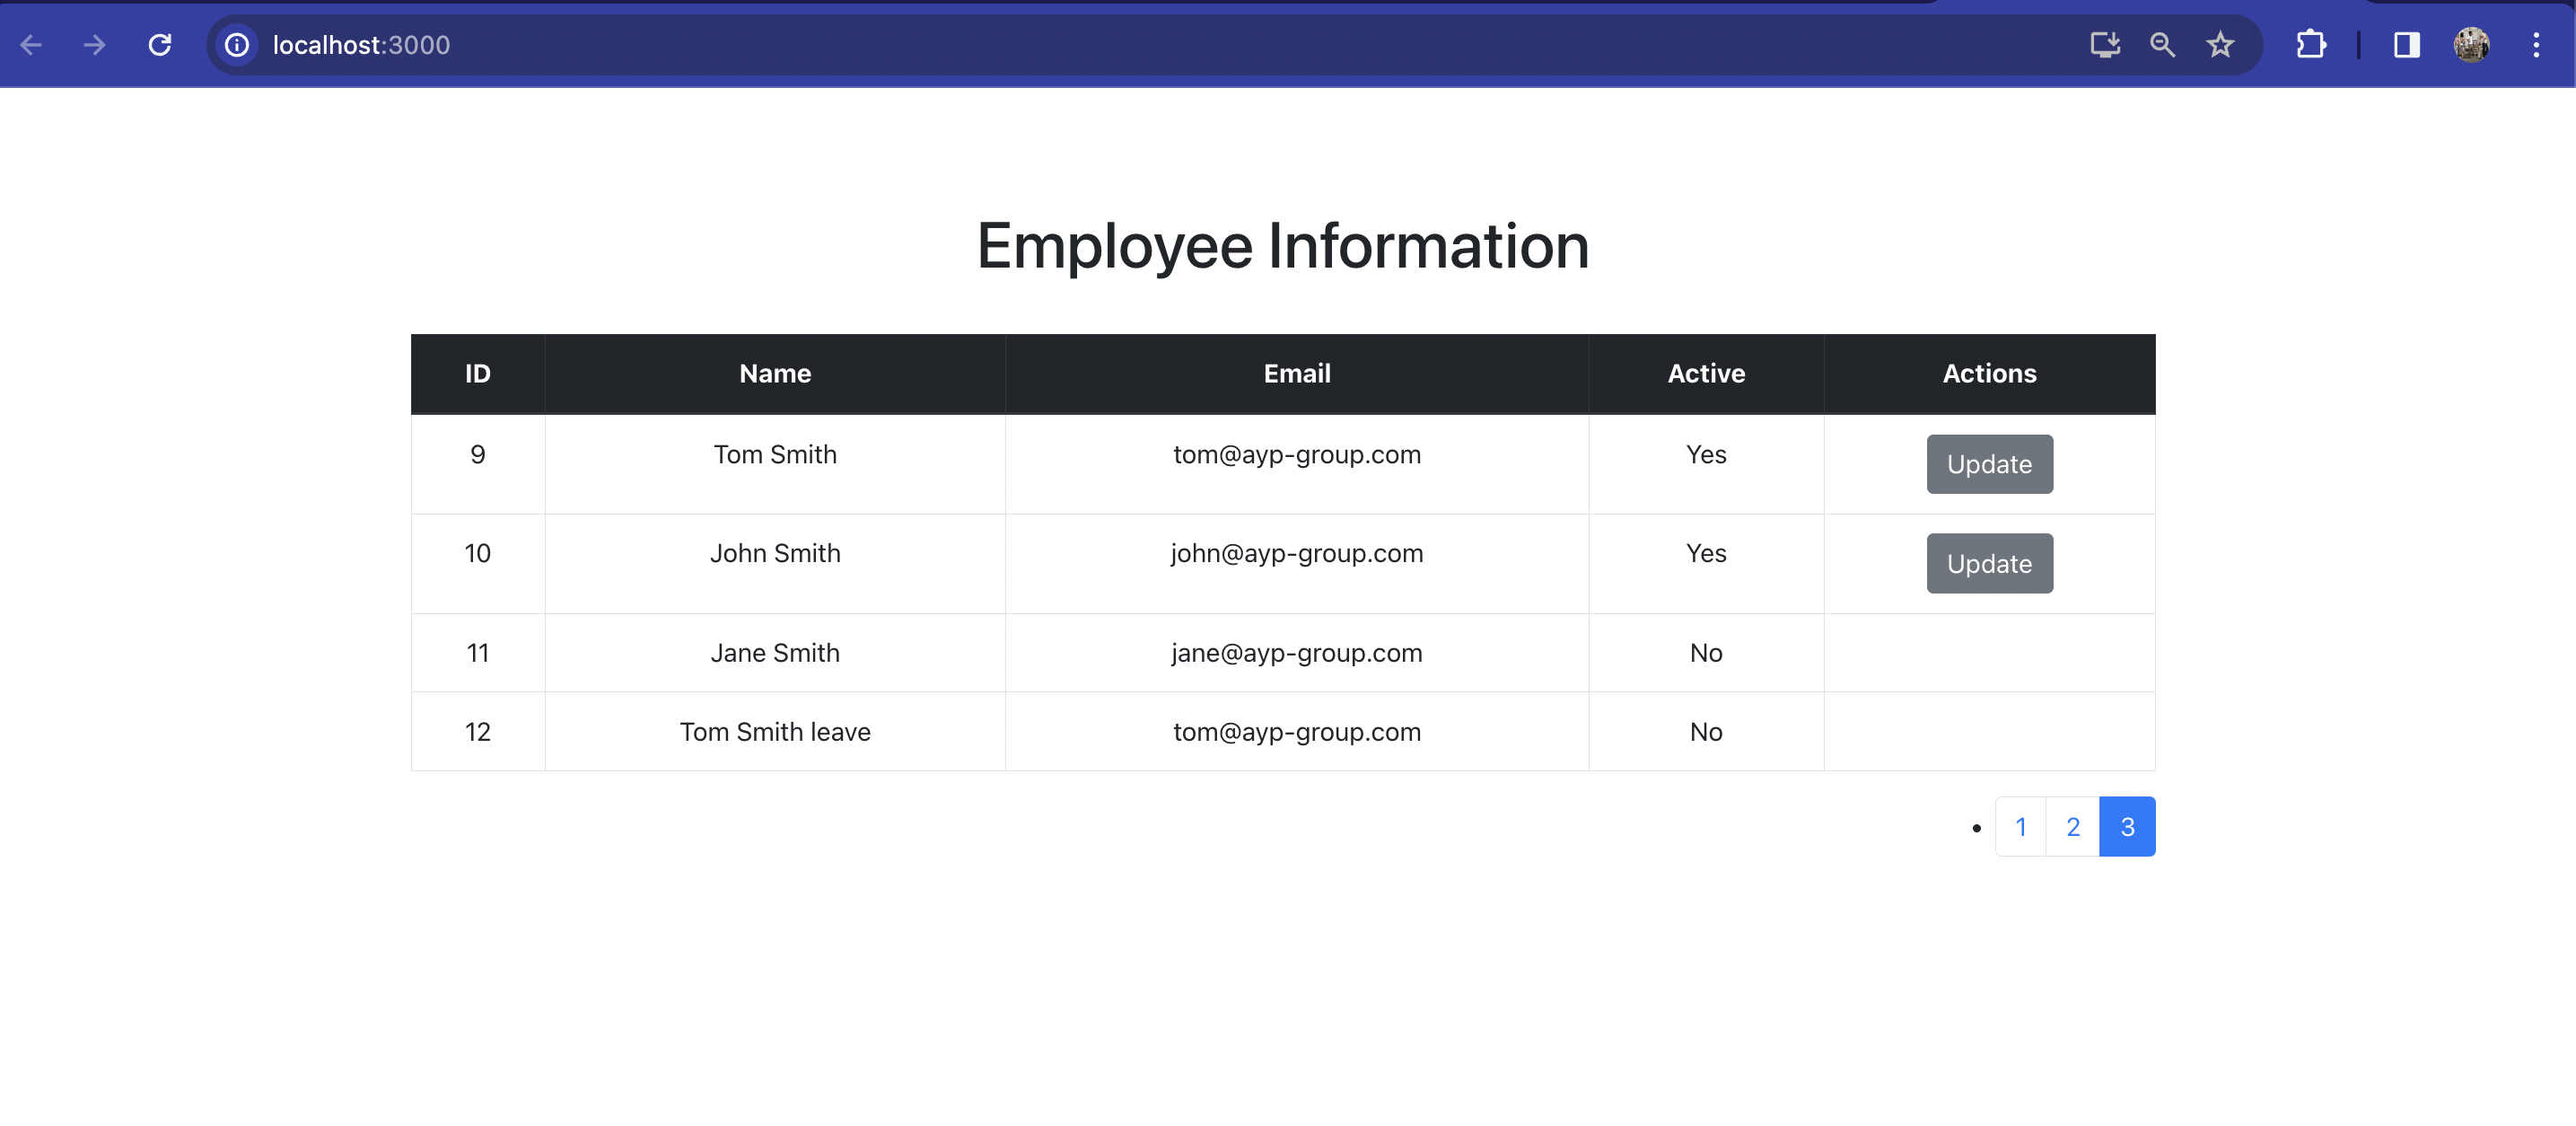 localhost:3000
Employee Information
ID Name Email Active Actions
9 Tom Smith tom@ayp-group.com Yes Update
10 John Smith john@ayp-group.com Yes Update
11 Jane Smith jane@ayp-group.com No
12 Tom Smith leave tom@ayp-group.com No
• 1 2 3